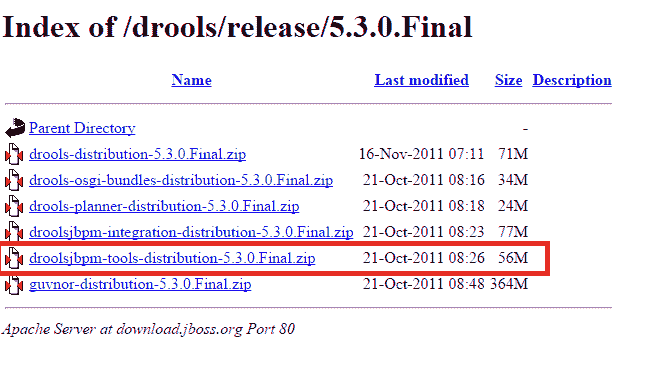 Index of /drools/release/5.3.0.Final
Name Last modified Size Description
Parent Directory -
drools-distribution-5.3.0.Final.zip 16-Nov-2011 07:11 71M
drools-osgi-bundles-distribution-5.3.0.Final.zip 21-Oct-2011 08:16 34M
drools-planner-distribution-5.3.0.Final.zip 21-Oct-2011 08:18 24M
droolsjbpm-integration-distribution-5.3.0.Final.zip 21-Oct-2011 08:23 77M
droolsjbpm-tools-distribution-5.3.0.Final.zip 21-Oct-2011 08:26 56M
guvnor-distribution-5.3.0.Final.zip 21-Oct-2011 08:48 364M
Apache Server at download.jboss.org Port 80